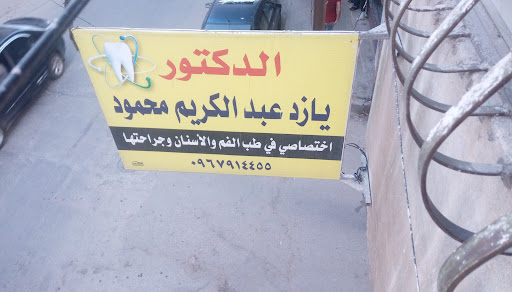 الدكتور
يازد عبد الكريم محمود
اختصاصي في طب الفم والأسنان وجراحتها
٠٩٦٧٩١٤٤٥٥